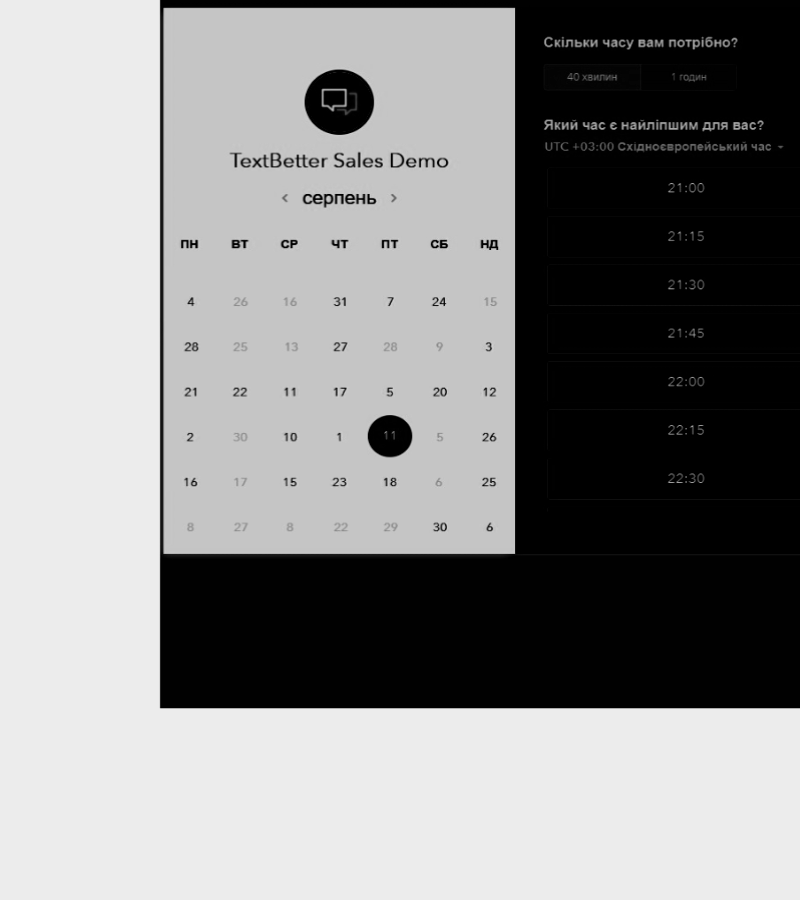 TextBetter Sales Demo
‹ серпень ›
ПН ВТ СР ЧТ ПТ СБ НД
4 26 16 31 7 24 15
28 25 13 27 28 9 3
21 22 11 17 5 20 12
2 30 10 1 11 5 26
16 17 15 23 18 6 25
8 27 8 22 29 30 6
Скільки часу вам потрібно?
40 хвилин 1 годин
Який час є найліпшим для вас?
UTC +03:00 Східноєвропейський час
21:00
21:15
21:30
21:45
22:00
22:15
22:30